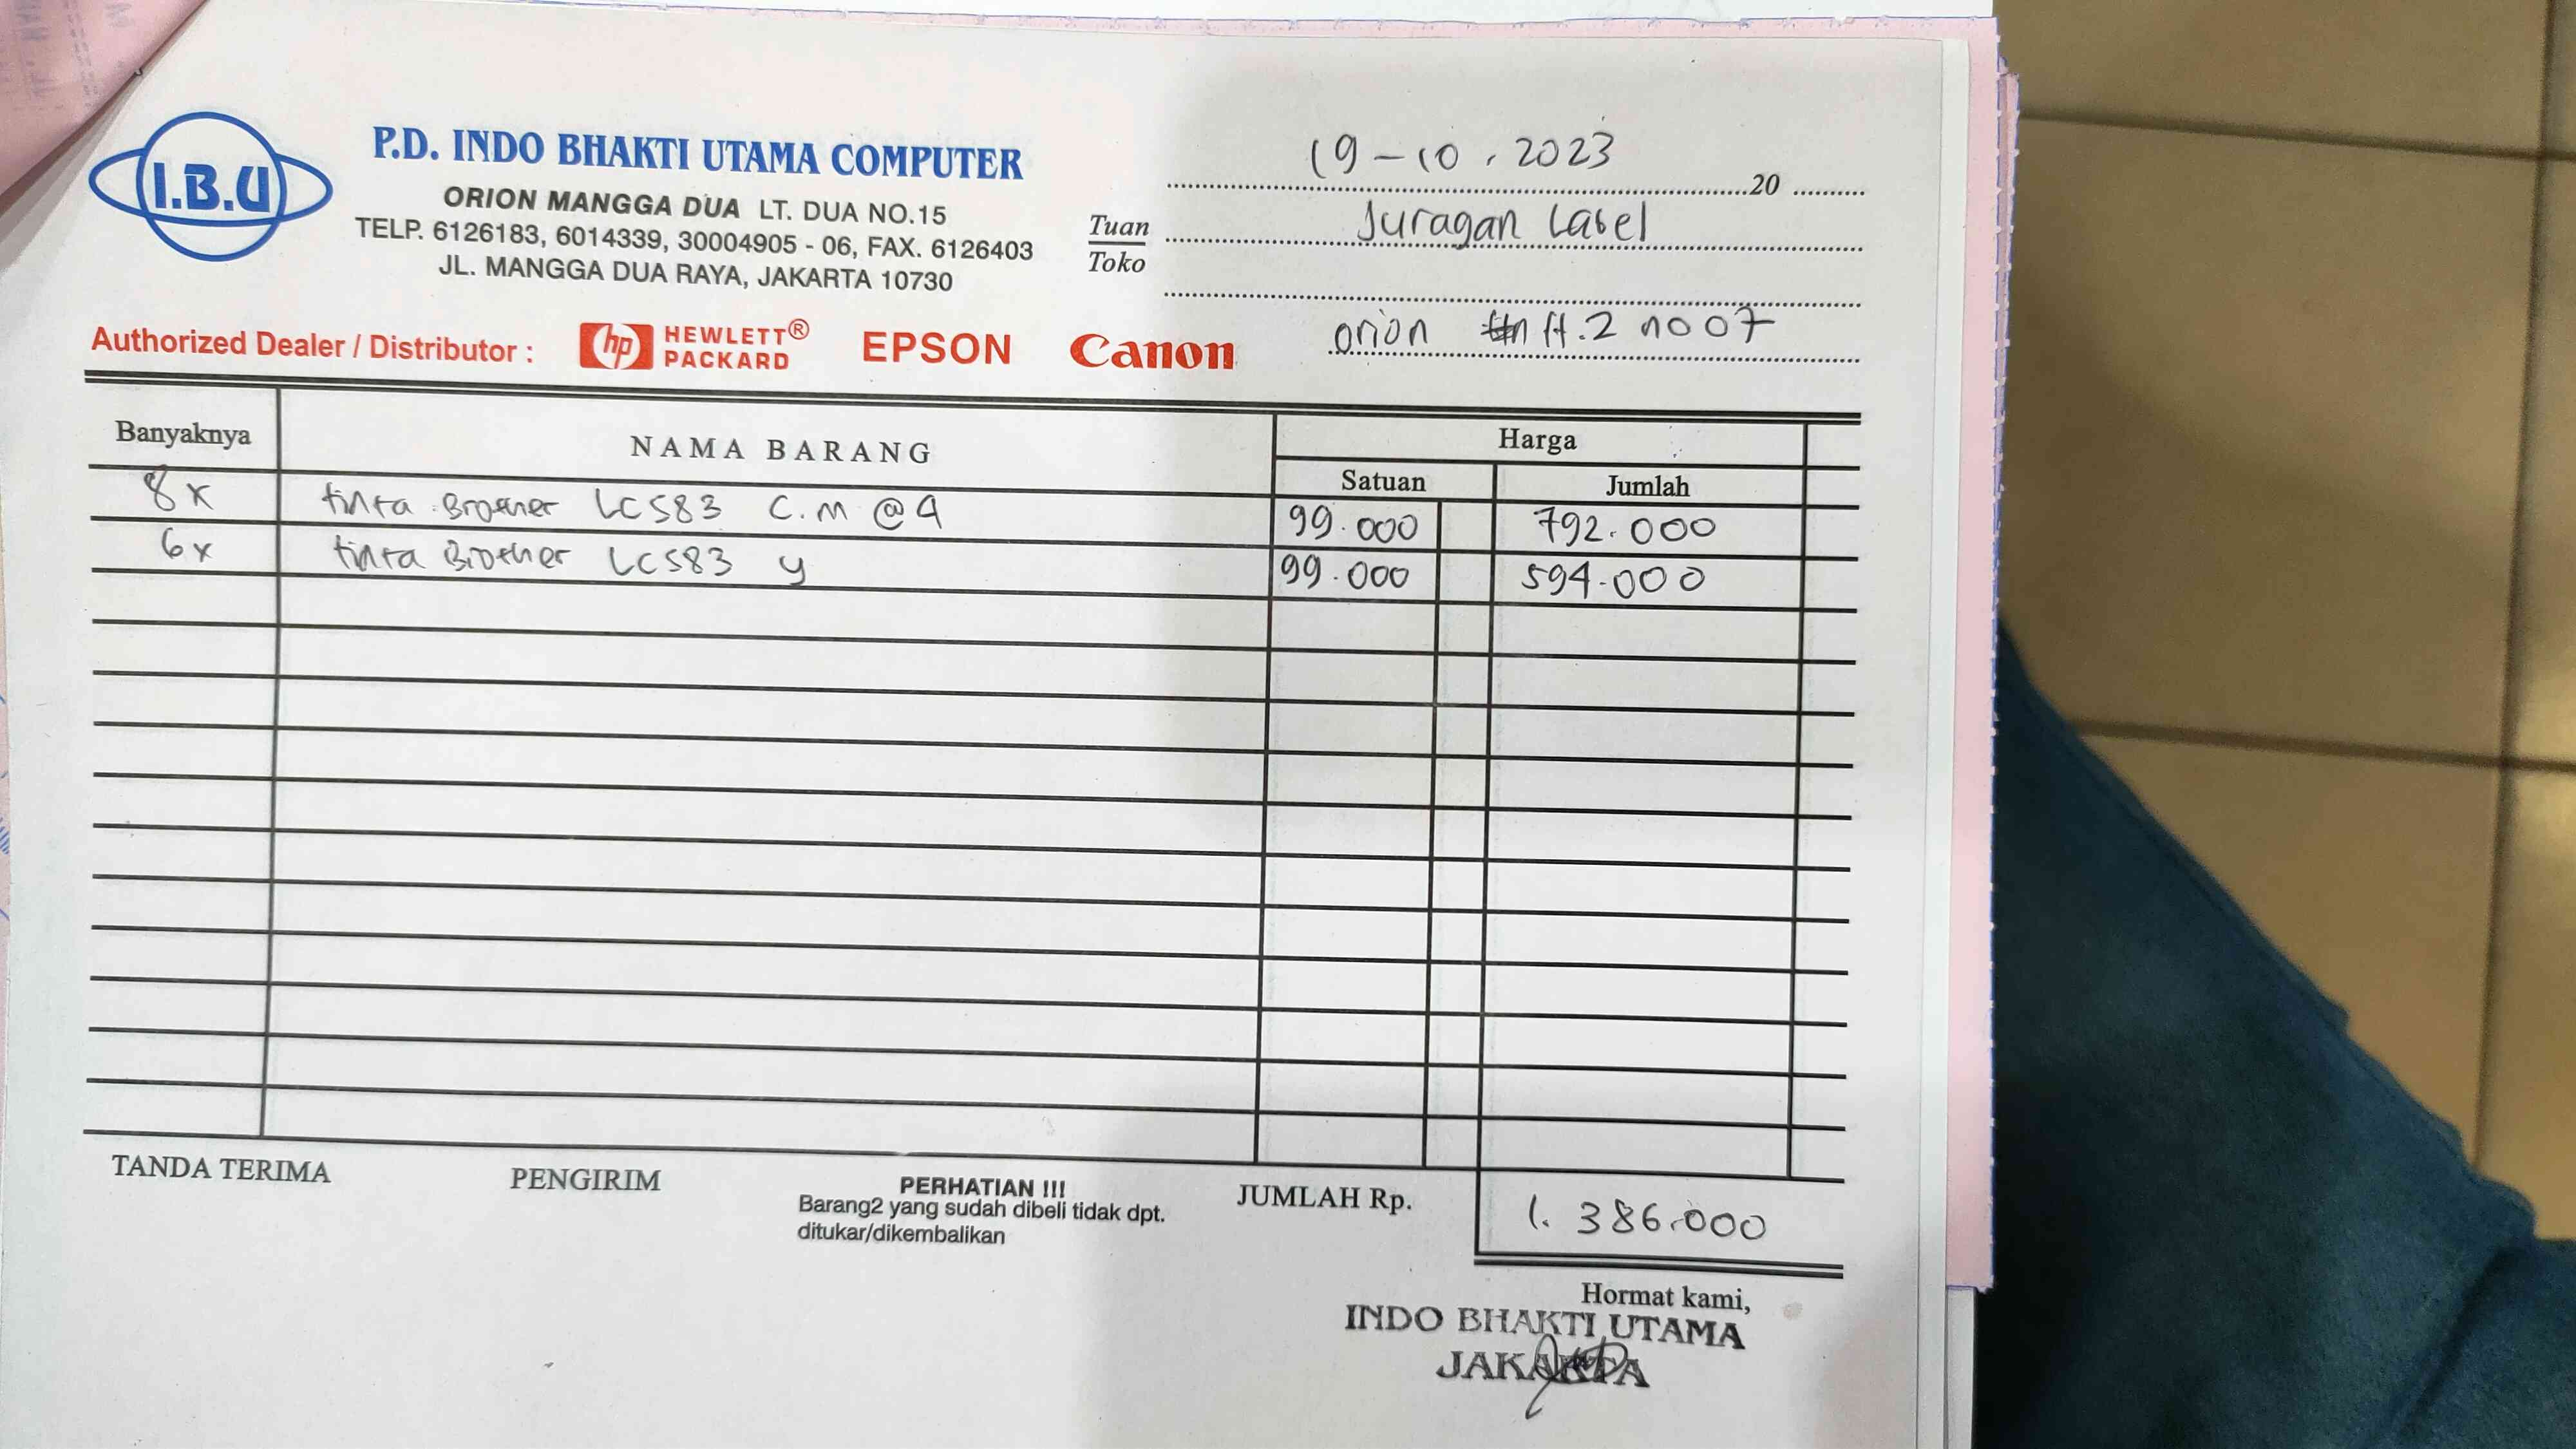 I.B.U
P.D. INDO BHAKTI UTAMA COMPUTER
ORION MANGGA DUA LT. DUA NO.15
TELP. 6126183, 6014339, 30004905 - 06, FAX. 6126403
JL. MANGGA DUA RAYA, JAKARTA 10730
19-10.2023
20
Tuan
Toko
Juragan Label
orion lt.2 no 07
Authorized Dealer / Distributor : hp HEWLETT® PACKARD EPSON Canon
Banyaknya NAMA BARANG Harga
Satuan Jumlah
8x tinta Brother LC583 C.M @4 99.000 792.000
6x tinta Brother LC583 y 99.000 594.000
TANDA TERIMA PENGIRIM PERHATIAN !!!
Barang2 yang sudah dibeli tidak dpt.
ditukar/dikembalikan
JUMLAH Rp. 1.386.000
Hormat kami,
INDO BHAKTI UTAMA
JAKARTA